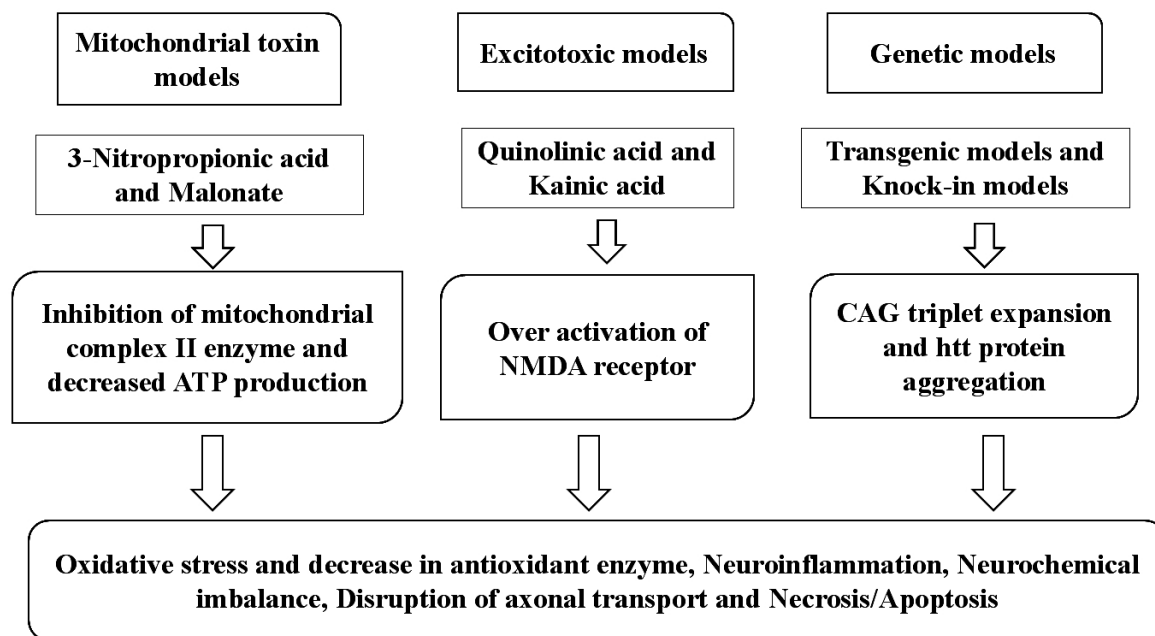 Mitochondrial toxin
models
Excitotoxic models
Genetic models
3-Nitropropionic acid
and Malonate
Quinolinic acid and
Kainic acid
Transgenic models and
Knock-in models
Inhibition of mitochondrial
complex II enzyme and
decreased ATP production
Over activation of
NMDA receptor
CAG triplet expansion
and htt protein
aggregation
Oxidative stress and decrease in antioxidant enzyme, Neuroinflammation, Neurochemical
imbalance, Disruption of axonal transport and Necrosis/Apoptosis